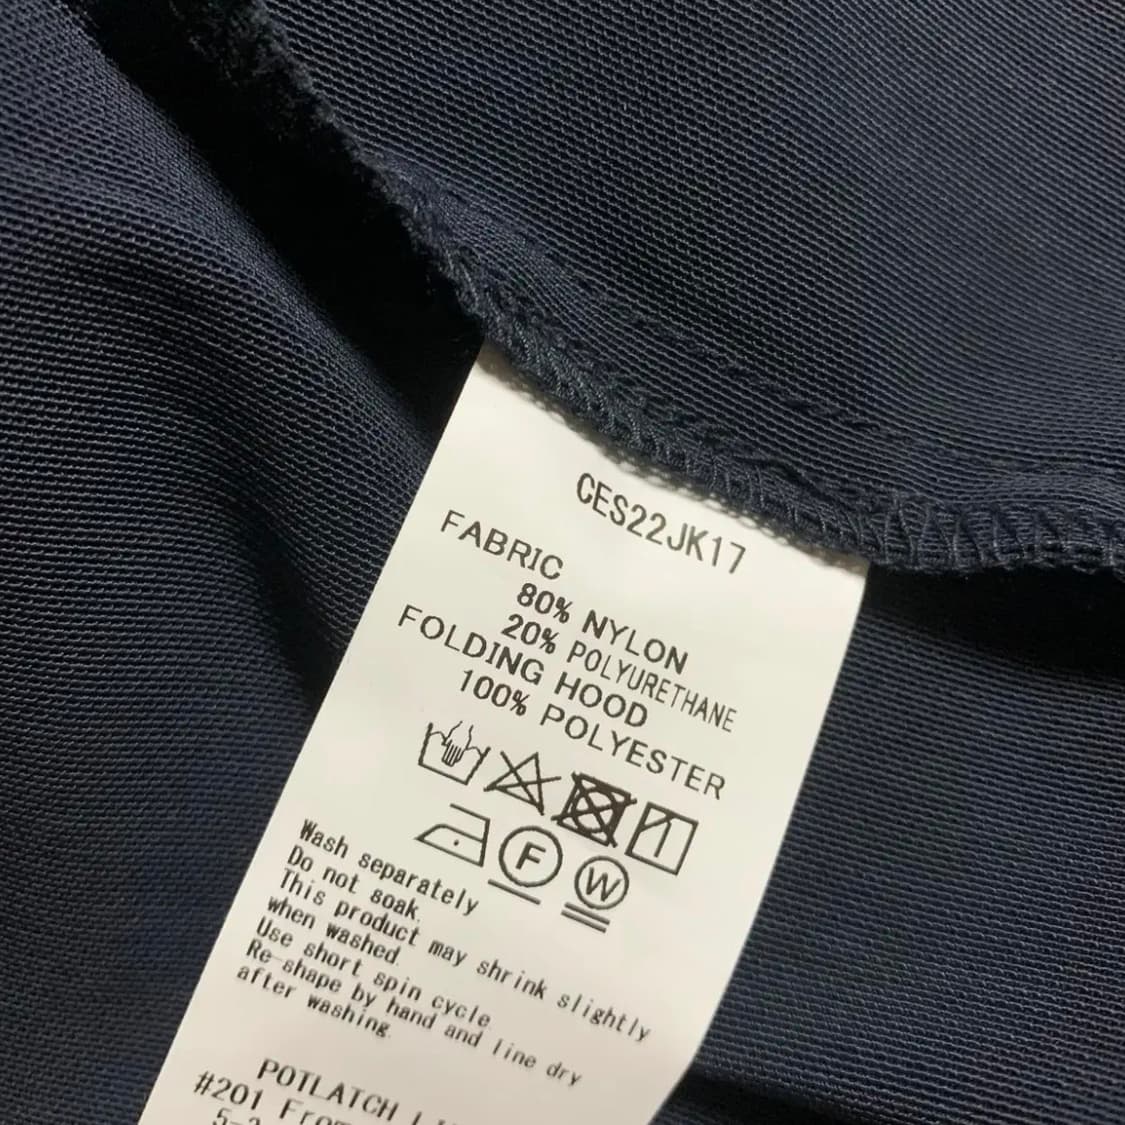 CES22JK17
FABRIC
80% NYLON
20% POLYURETHANE
FOLDING HOOD
100% POLYESTER
F
W
Wash separately
Do not soak.
This product may shrink slightly
when washed.
Use short spin cycle
Re-shape by hand and line dry
after washing.
POTLATCH
#201